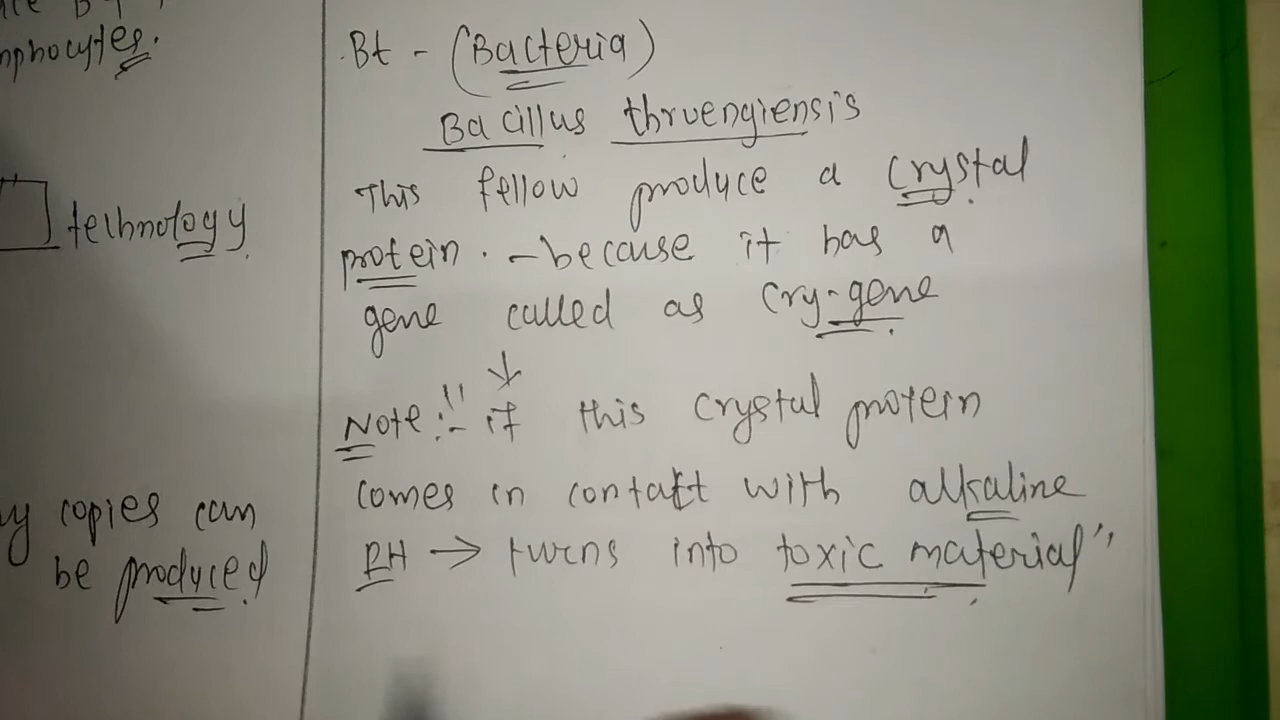 mphocytes.
technology
copies can
be produced
Bt - (Bacteria)
Bacillus thruengiensis
This fellow produce a crystal
protein. - because it has a
gene called as cry-gene
Note:- "if this crystal protein
comes in contact with alkaline
PH → turns into toxic material"